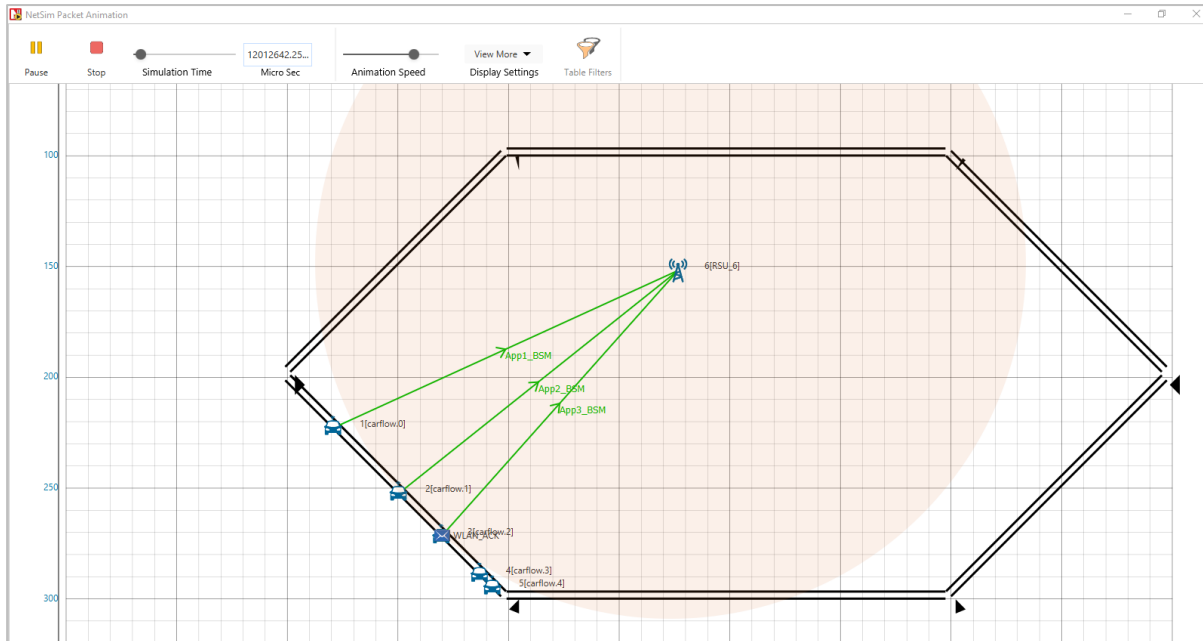 NetSim Packet Animation
12012642.25...
View More
Pause
Stop
Simulation Time
Micro Sec
Animation Speed
Display Settings
Table Filters
100
150
6[RSU_6]
App1_BSM
200
App2_BSM
App3_BSM
1[carflow.0]
250
2[carflow.1]
WLAN_ACK
[carflow.2]
4[carflow.3]
5[carflow.4]
300